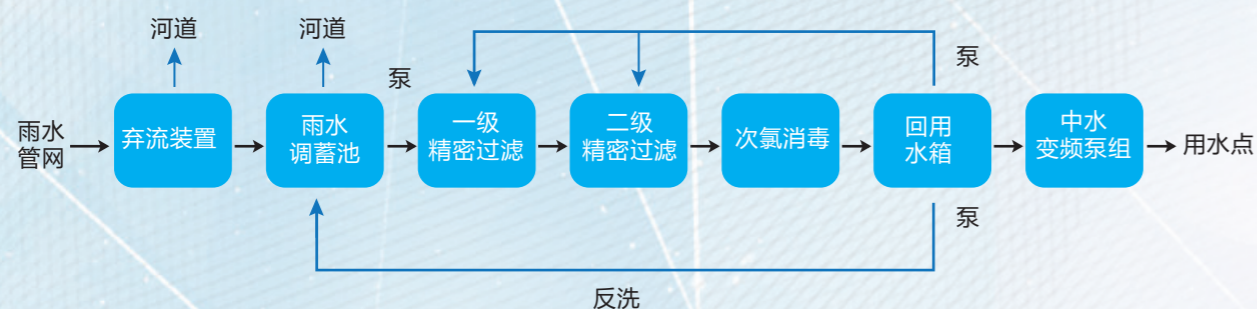 河道
河道
泵
泵
雨水
管网
弃流装置
雨水
调蓄池
一级
精密过滤
二级
精密过滤
次氯消毒
回用
水箱
中水
变频泵组
用水点
泵
反洗